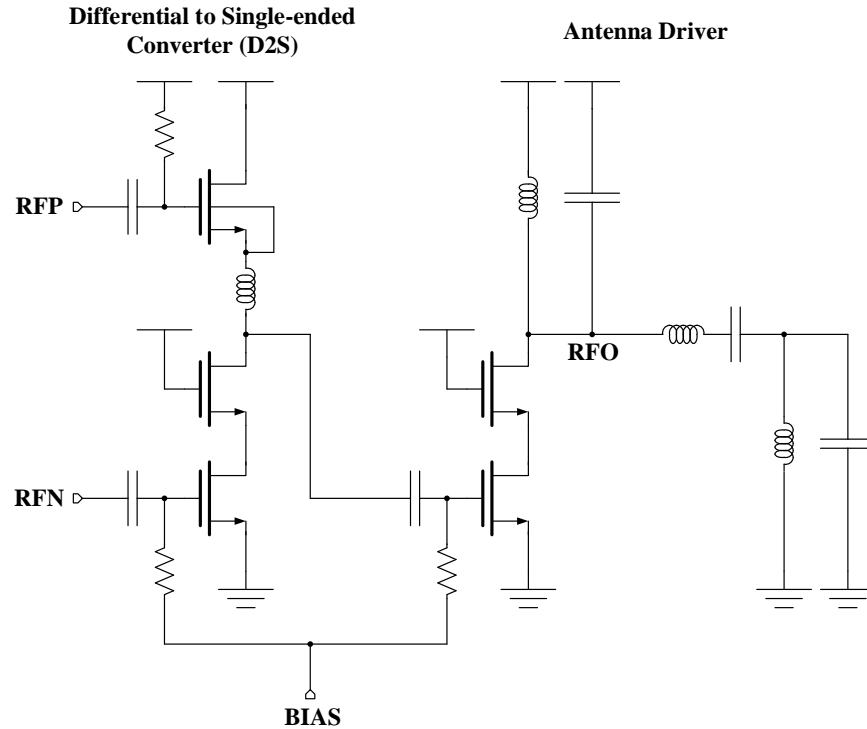 Differential to Single-ended
Converter (D2S)
Antenna Driver
RFP
RFO
RFN
BIAS